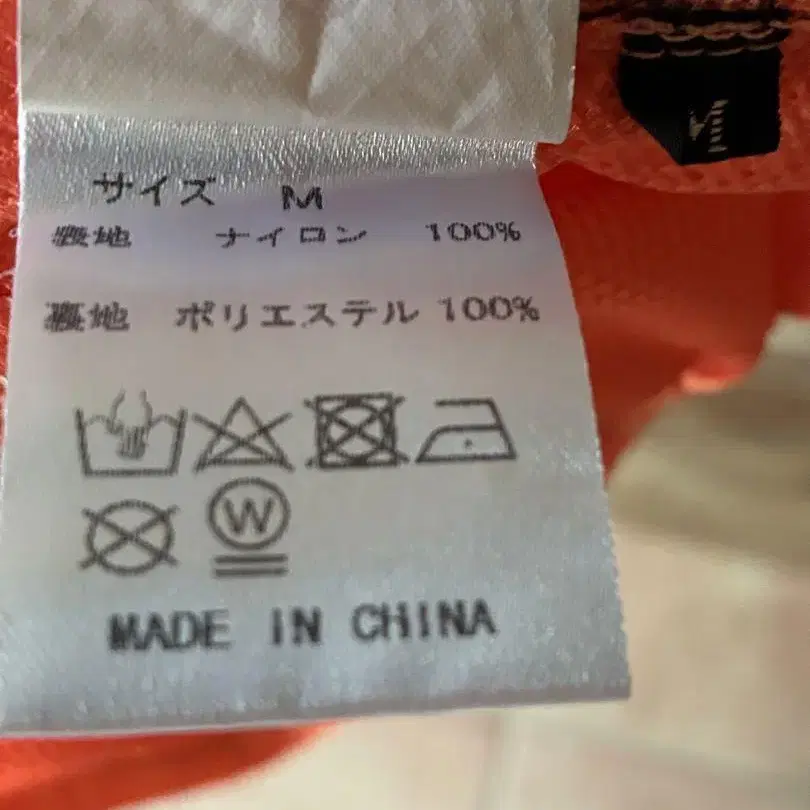 サイズ M
表地 ナイロン 100%
裏地 ポリエステル 100%
W
MADE IN CHINA
M